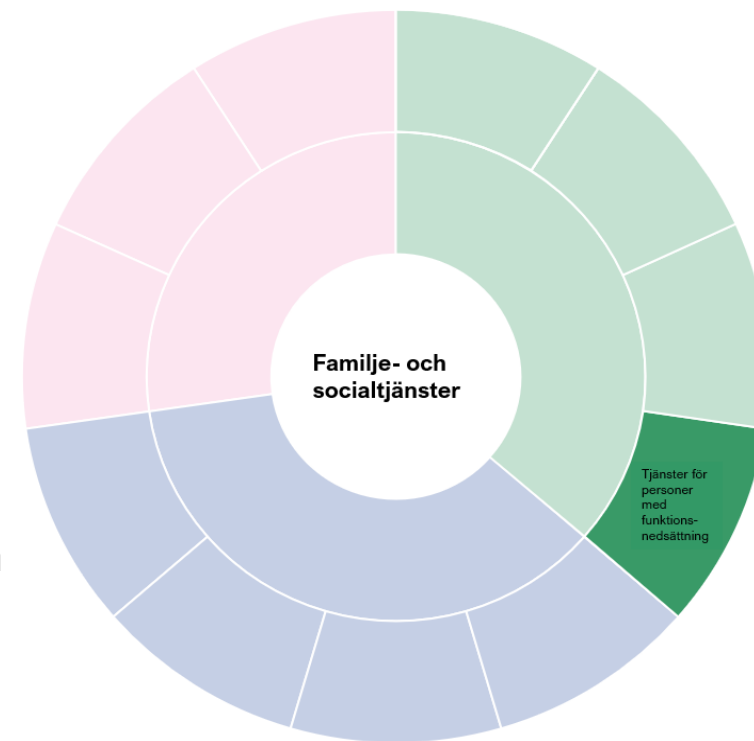 Familje- och
socialtjänster
Tjänster för
personer
med
funktions-
nedsättning